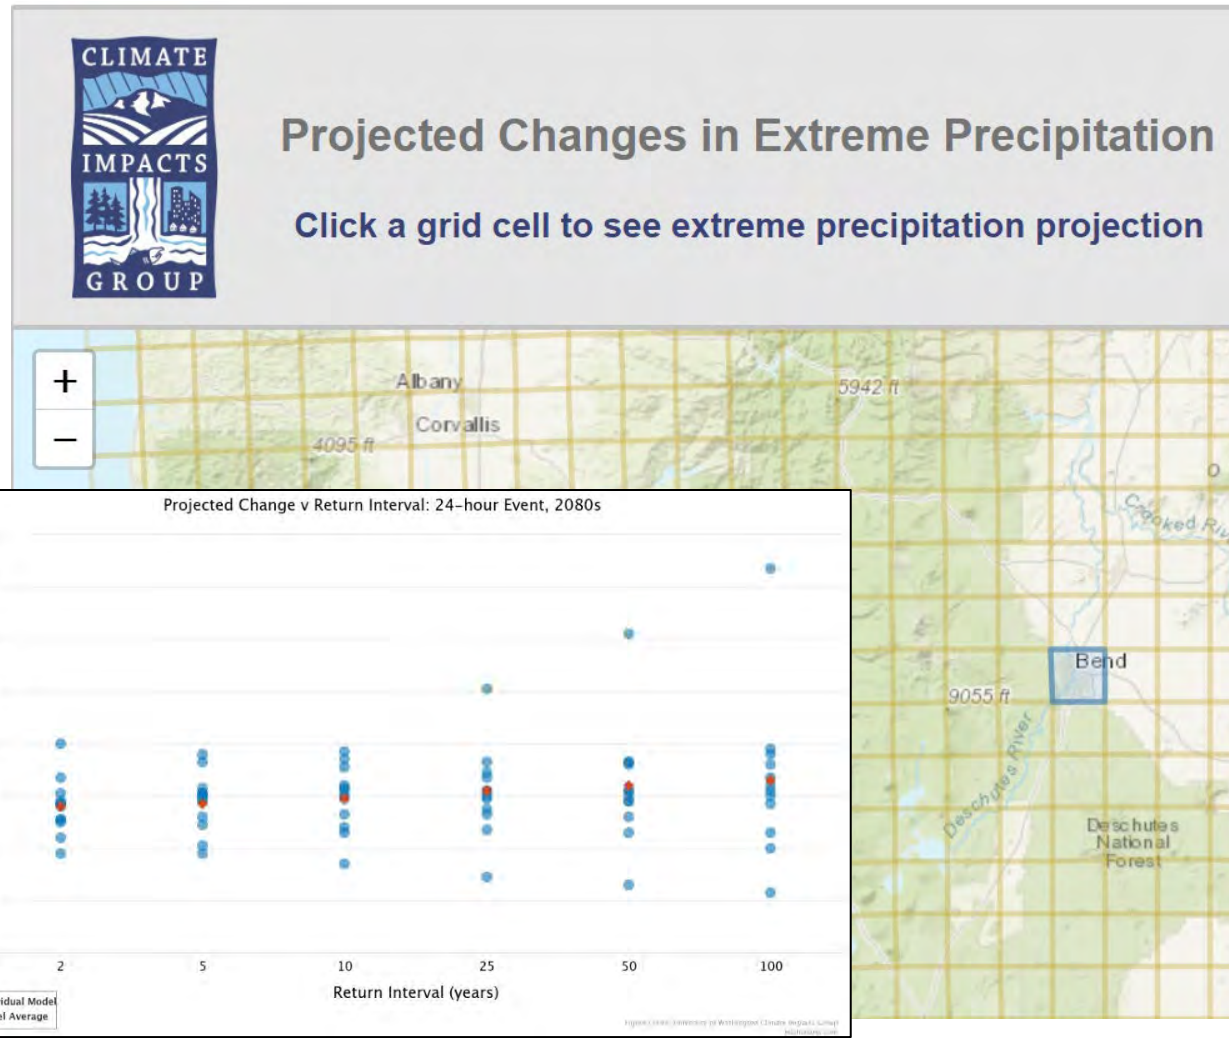 CLIMATE
IMPACTS
GROUP
Projected Changes in Extreme Precipitation
Click a grid cell to see extreme precipitation projection
+
−
Albany
Corvallis
4095 ft
5942 ft
O
Crooked
Bend
9055 ft
Deschutes River
Deschutes
National
Forest
Projected Change v Return Interval: 24-hour Event, 2080s
2 5 10 25 50 100
Return Interval (years)
idual Model
el Average